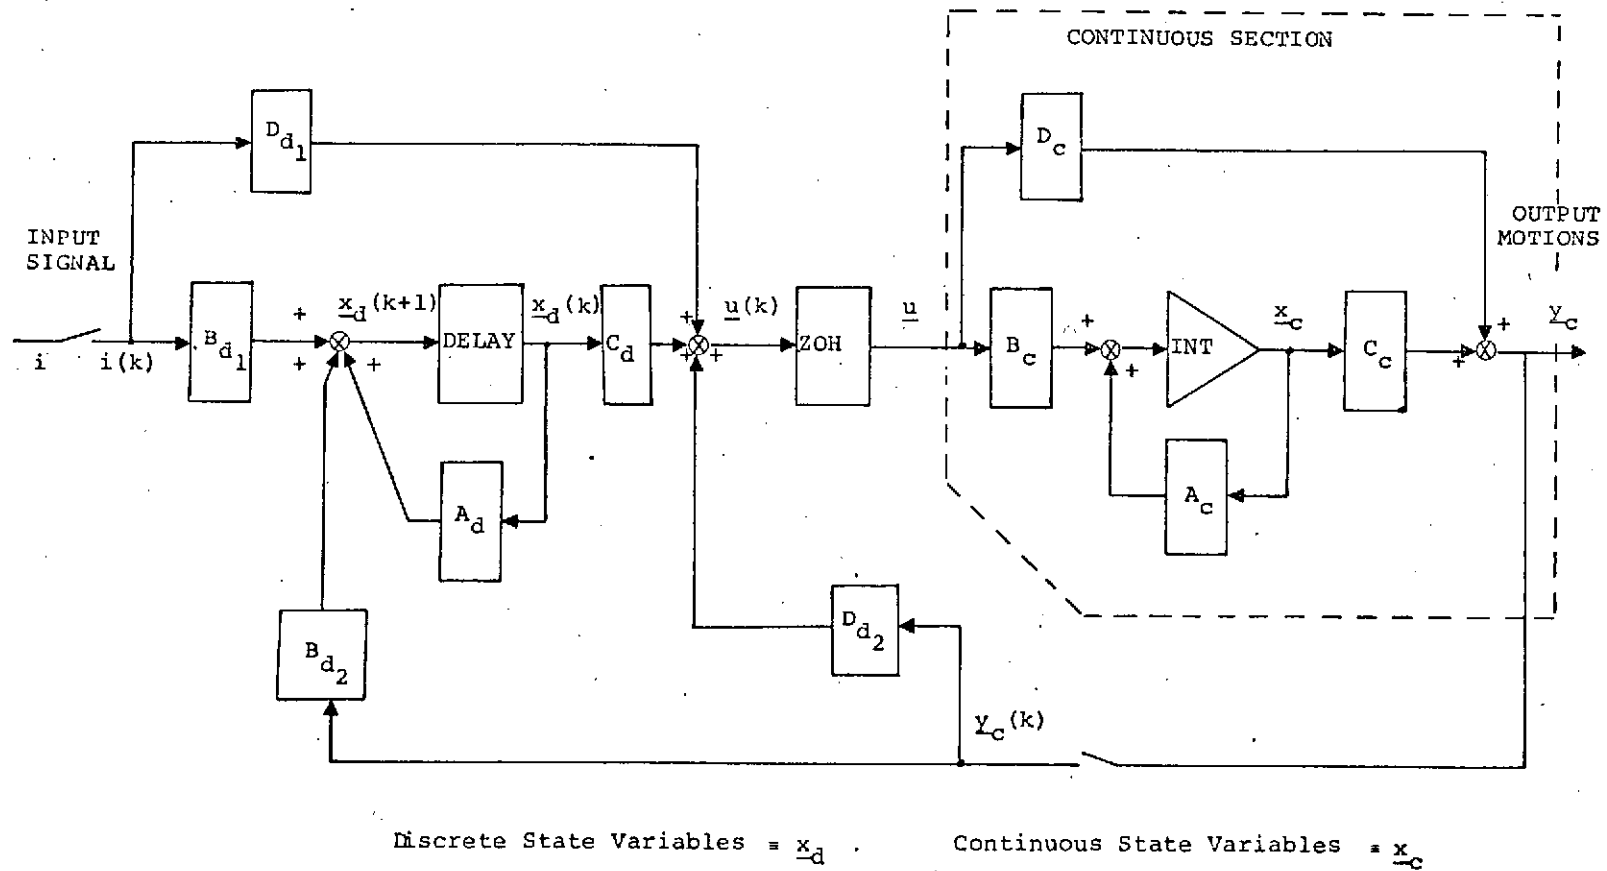 CONTINUOUS SECTION
D_d1
D_c
INPUT
SIGNAL
OUTPUT
MOTIONS
i
i(k)
B_d1
+
+
+
x_d(k+1)
DELAY
x_d(k)
C_d
+
+
+
u(k)
ZOH
u
B_c
+
+
INT
x_c
C_c
+
+
y_c
A_d
A_c
B_d2
D_d2
y_c(k)
Discrete State Variables ≡ x_d .
Continuous State Variables ≡ x_c